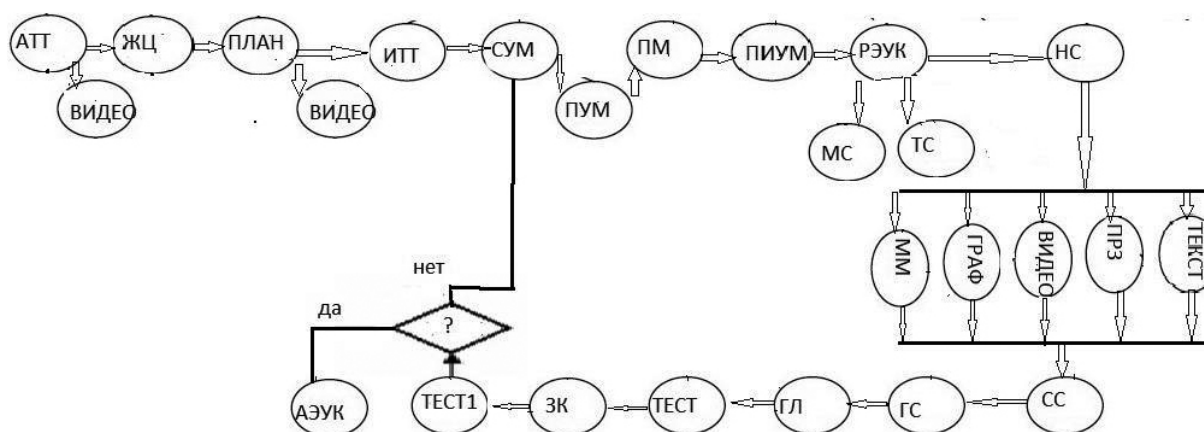 АТТ
ЖЦ
ПЛАН
ИТТ
СУМ
ПМ
ПИУМ
РЭУК
НС
ВИДЕО
ВИДЕО
ПУМ
МС
ТС
ММ
ГРАФ
ВИДЕО
ПРЗ
ТЕКСТ
нет
да
?
АЭУК
ТЕСТ1
ЗК
ТЕСТ
ГЛ
ГС
СС